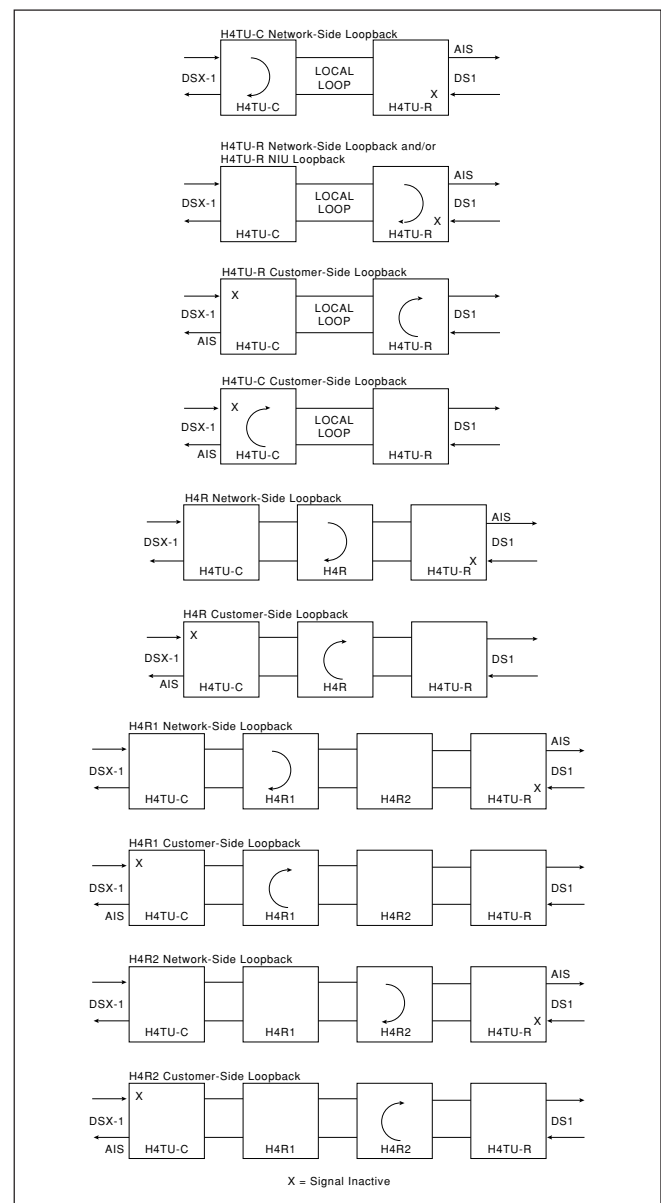 H4TU-C Network-Side Loopback
AIS
DSX-1
LOCAL
LOOP
DS1
X
H4TU-C
H4TU-R
H4TU-R Network-Side Loopback and/or
H4TU-R NIU Loopback
AIS
DSX-1
LOCAL
LOOP
DS1
X
H4TU-C
H4TU-R
H4TU-R Customer-Side Loopback
X
DSX-1
LOCAL
LOOP
DS1
AIS
H4TU-C
H4TU-R
H4TU-C Customer-Side Loopback
X
DSX-1
LOCAL
LOOP
DS1
AIS
H4TU-C
H4TU-R
H4R Network-Side Loopback
AIS
DSX-1
DS1
X
H4TU-C
H4R
H4TU-R
H4R Customer-Side Loopback
X
DSX-1
DS1
AIS
H4TU-C
H4R
H4TU-R
H4R1 Network-Side Loopback
AIS
DSX-1
DS1
X
H4TU-C
H4R1
H4R2
H4TU-R
H4R1 Customer-Side Loopback
X
DSX-1
DS1
AIS
H4TU-C
H4R1
H4R2
H4TU-R
H4R2 Network-Side Loopback
AIS
DSX-1
DS1
X
H4TU-C
H4R1
H4R2
H4TU-R
H4R2 Customer-Side Loopback
X
DSX-1
DS1
AIS
H4TU-C
H4R1
H4R2
H4TU-R
X = Signal Inactive